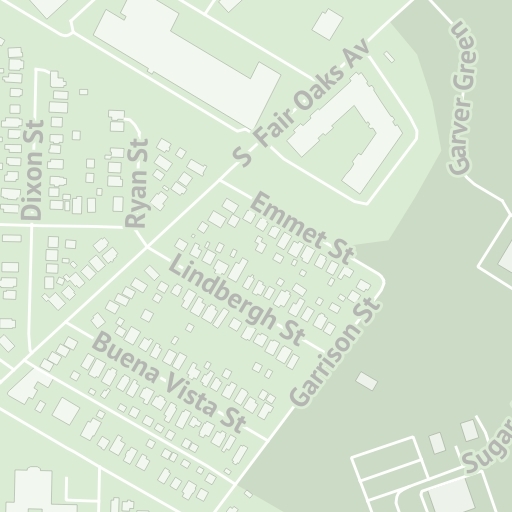 S Fair Oaks Av
Garver Green
Dixon St
Ryan St
Emmet St
Lindbergh St
Garrison St
Buena Vista St
Sugar